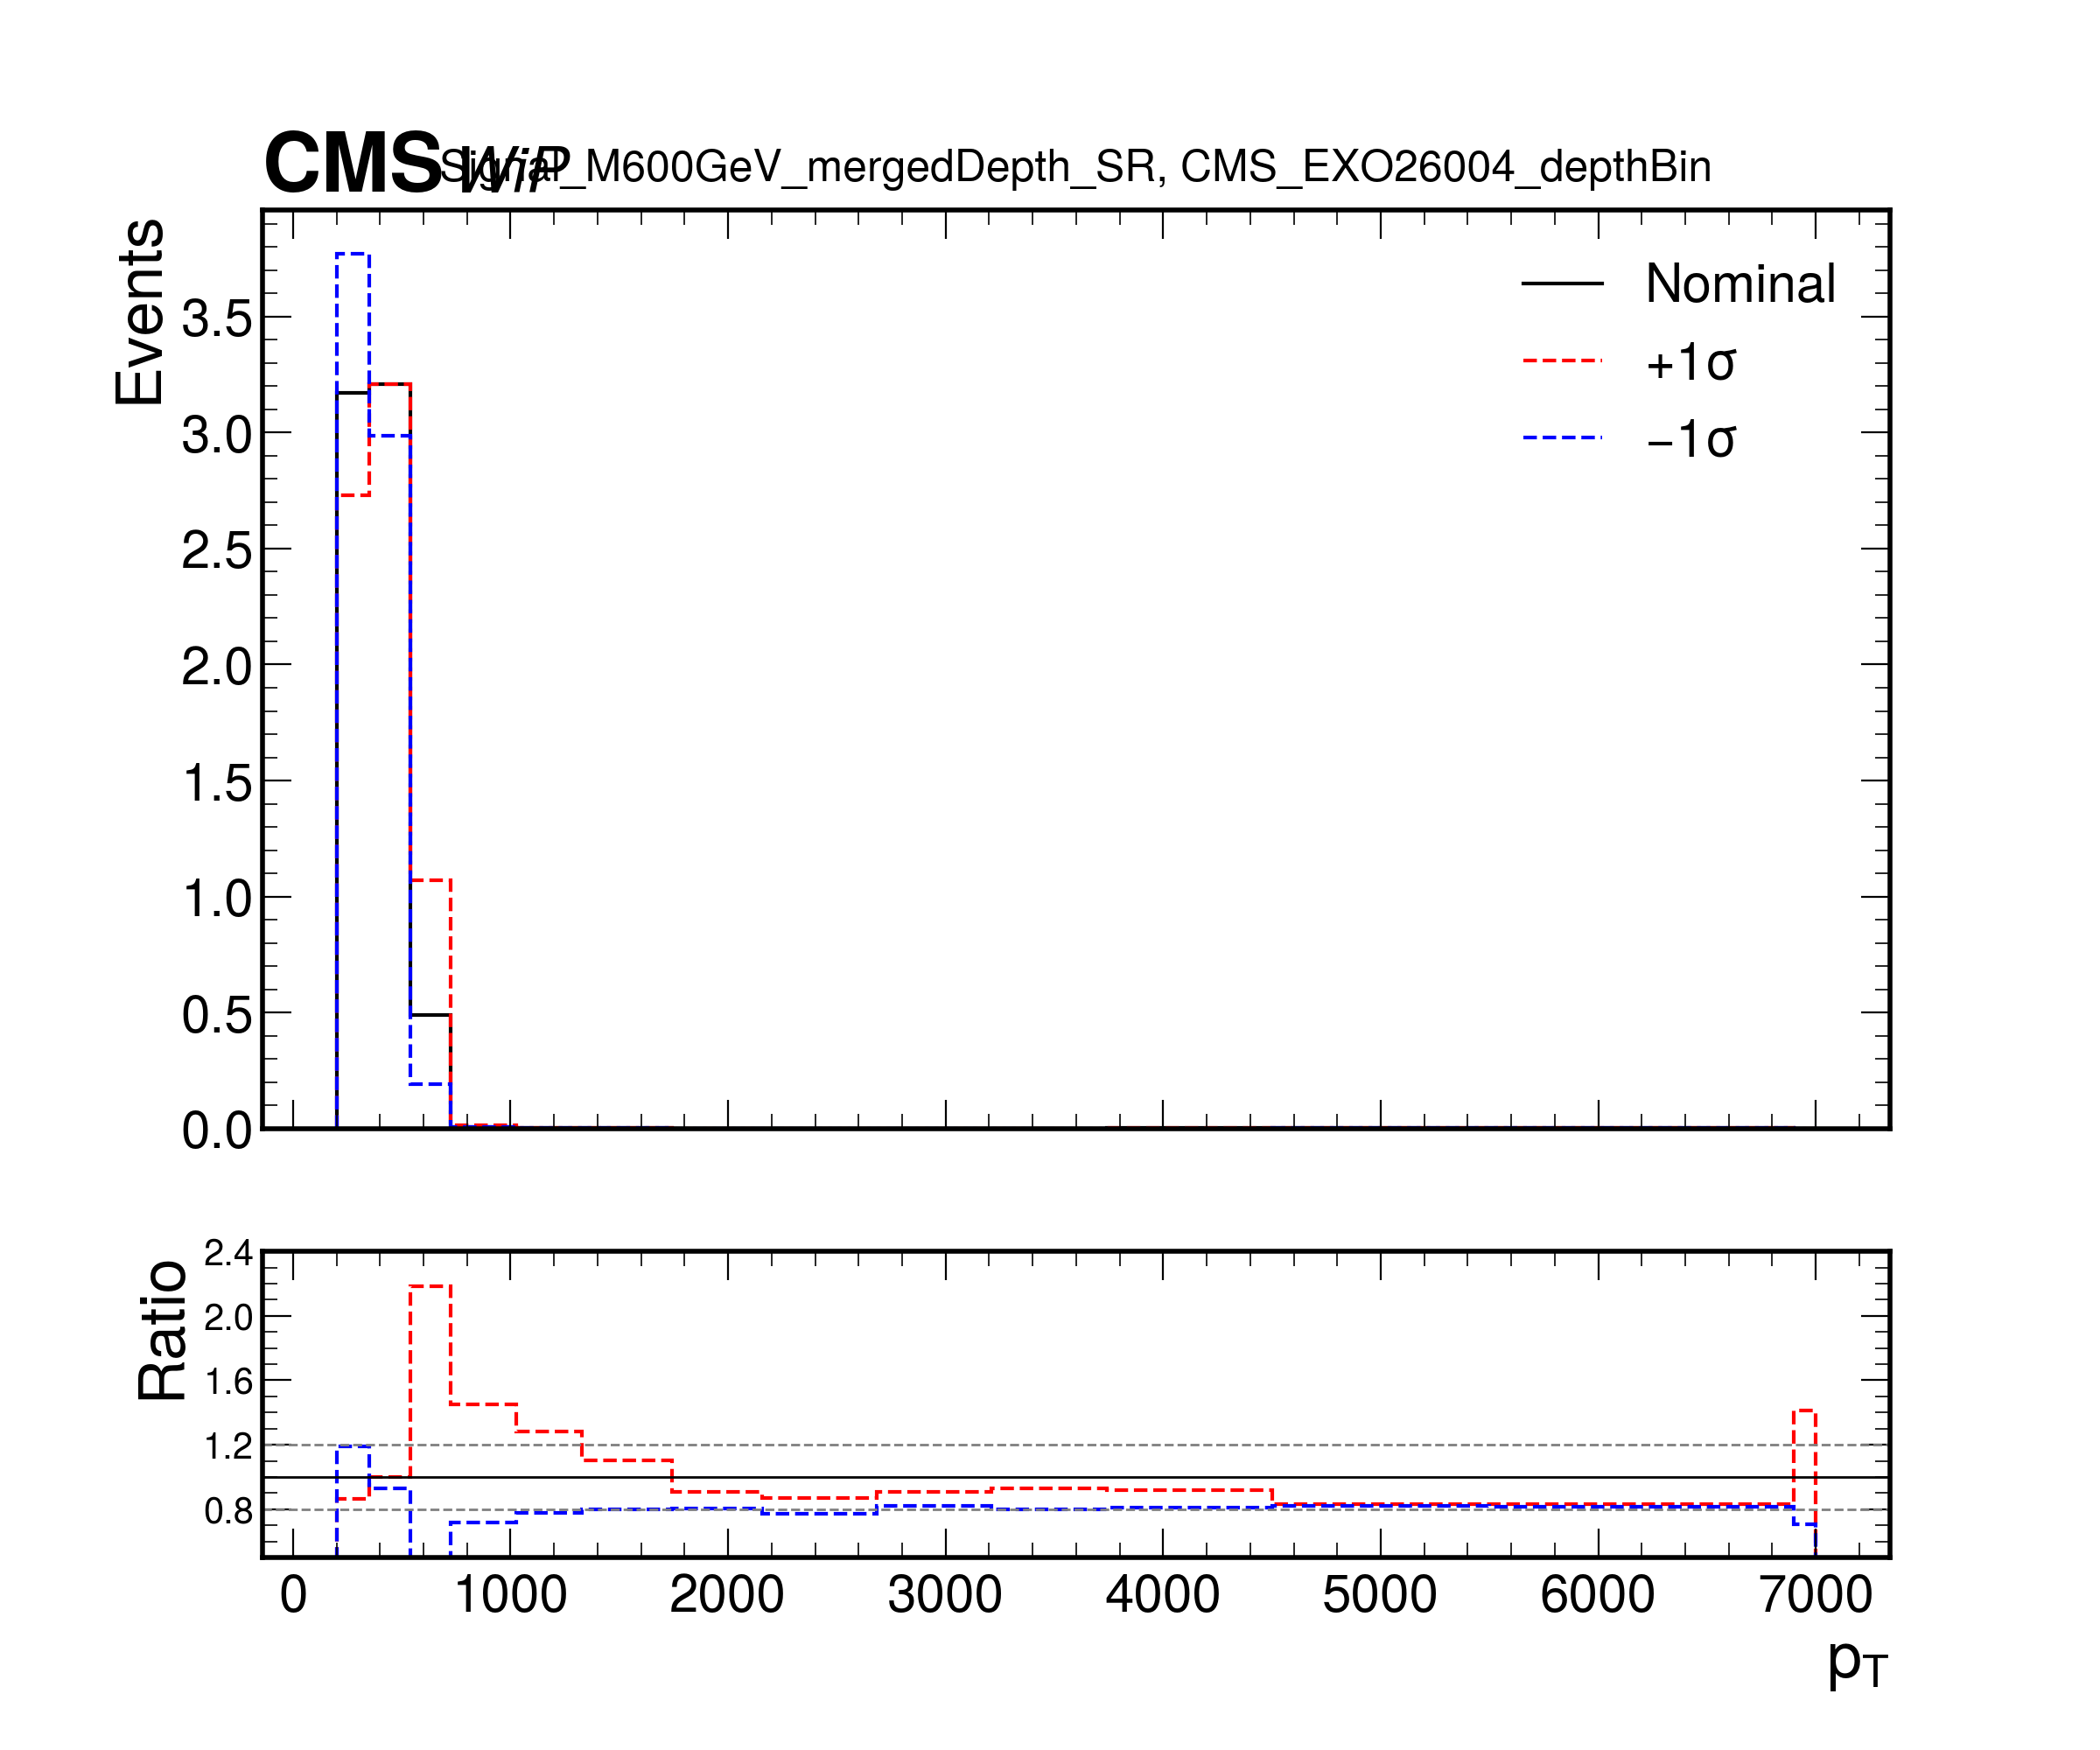 CMS WiP Signal_M600GeV_mergedDepth_SR, CMS_EXO26004_depthBin
Events
3.5
3.0
2.5
2.0
1.5
1.0
0.5
0.0
Nominal
+1σ
−1σ
Ratio
2.4
2.0
1.6
1.2
0.8
0 1000 2000 3000 4000 5000 6000 7000
pT